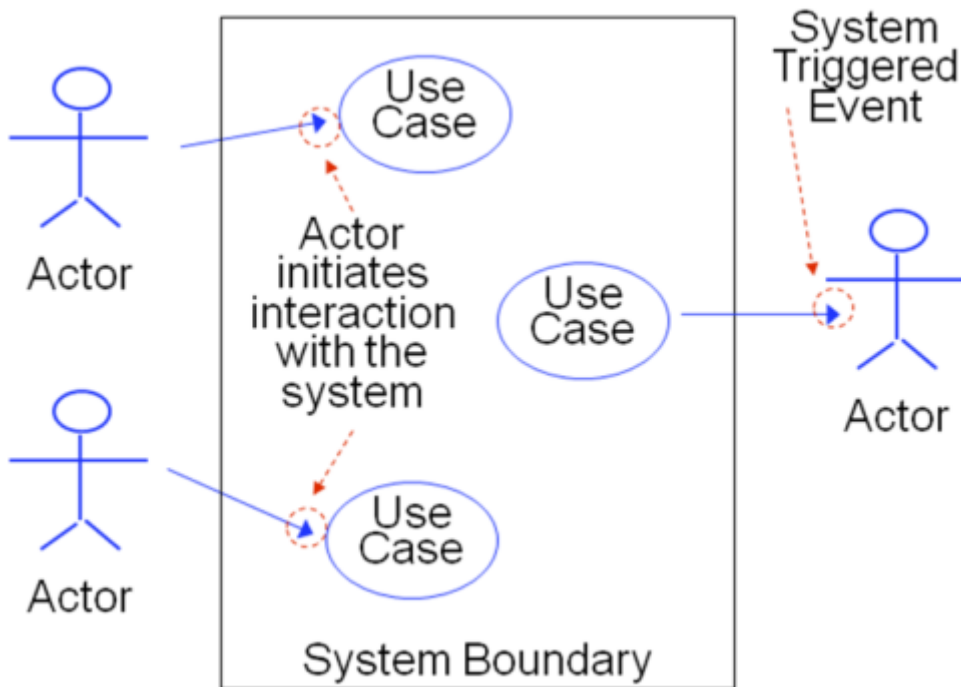 System
Triggered
Event
Use
Case
Actor
Actor
initiates
interaction
with the
system
Use
Case
Actor
Use
Case
Actor
System Boundary